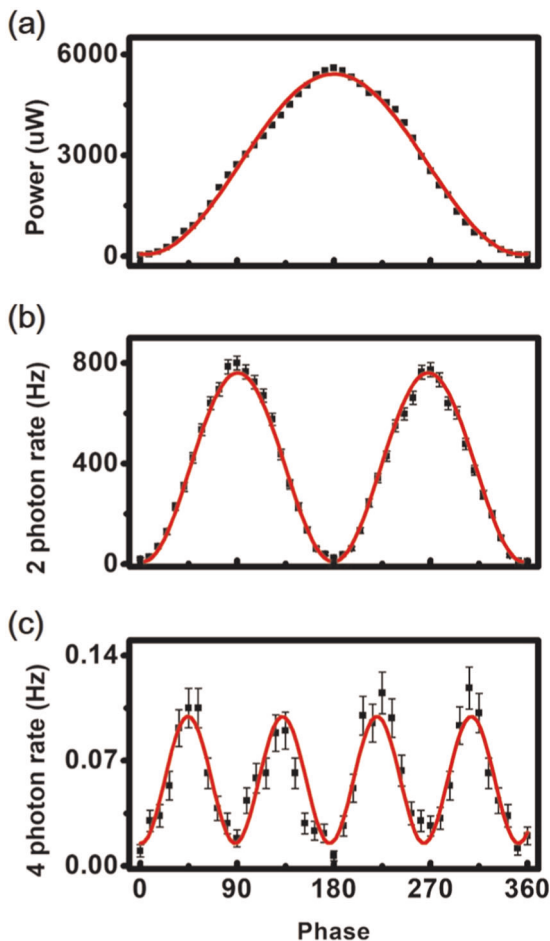 (a)
6000
3000
0
Power (uW)
(b)
800
400
0
2 photon rate (Hz)
(c)
0.14
0.07
0.00
4 photon rate (Hz)
0 90 180 270 360
Phase